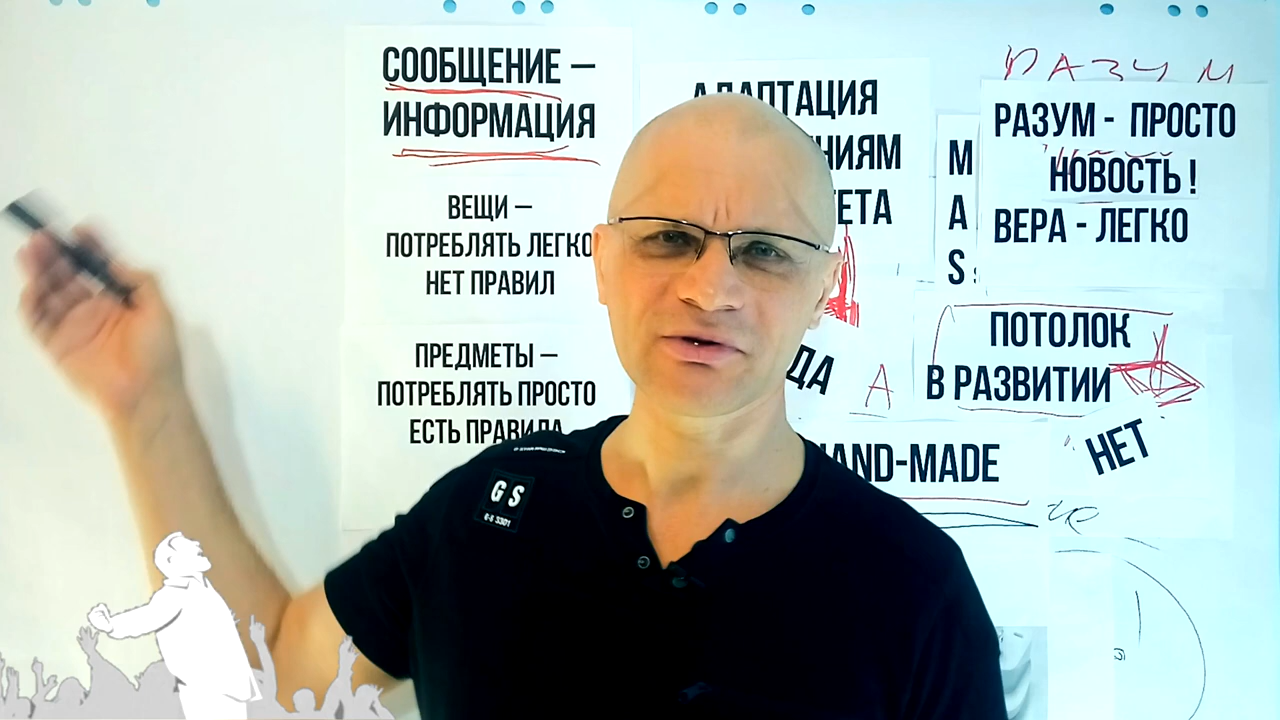 СООБЩЕНИЕ –
ИНФОРМАЦИЯ
ВЕЩИ –
ПОТРЕБЛЯТЬ ЛЕГКО
НЕТ ПРАВИЛ
ПРЕДМЕТЫ –
ПОТРЕБЛЯТЬ ПРОСТО
ЕСТЬ ПРАВИЛА
АДАПТАЦИЯ
НИЯМ
ЕТА
ДА
А
AND-MADE
M
A
S
РАЗУМ
РАЗУМ - ПРОСТО
НОВОСТЬ!
ВЕРА - ЛЕГКО
ПОТОЛОК
В РАЗВИТИИ
НЕТ
GS